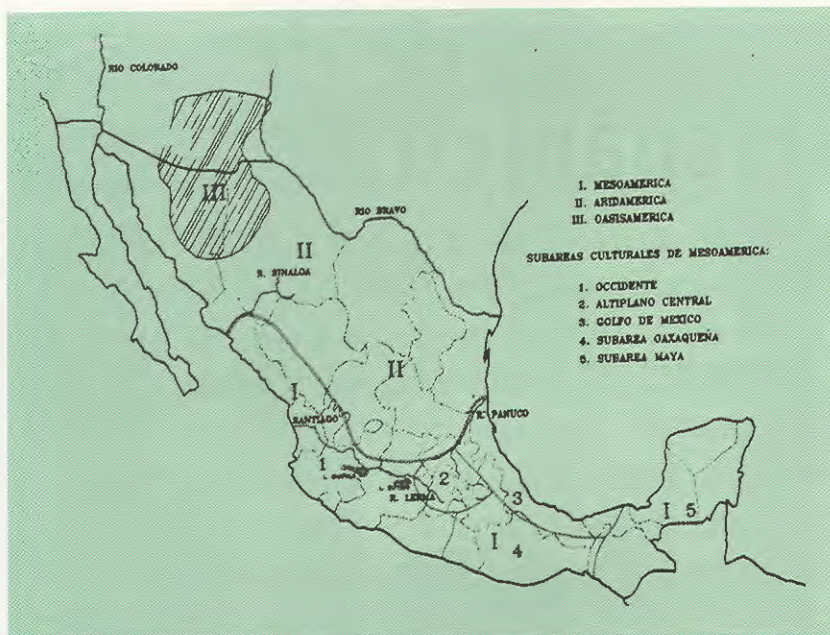 RIO COLORADO
III
RIO BRAVO
II
R. SINALOA
I. MESOAMERICA
II. ARIDAMERICA
III. OASISAMERICA
SUBAREAS CULTURALES DE MESOAMERICA:
1. OCCIDENTE
2. ALTIPLANO CENTRAL
3. GOLFO DE MEXICO
4. SUBAREA OAXAQUEÑA
5. SUBAREA MAYA
II
I
SANTIAGO
R. PANUCO
1
2
R. LERMA
3
I 5
I 4